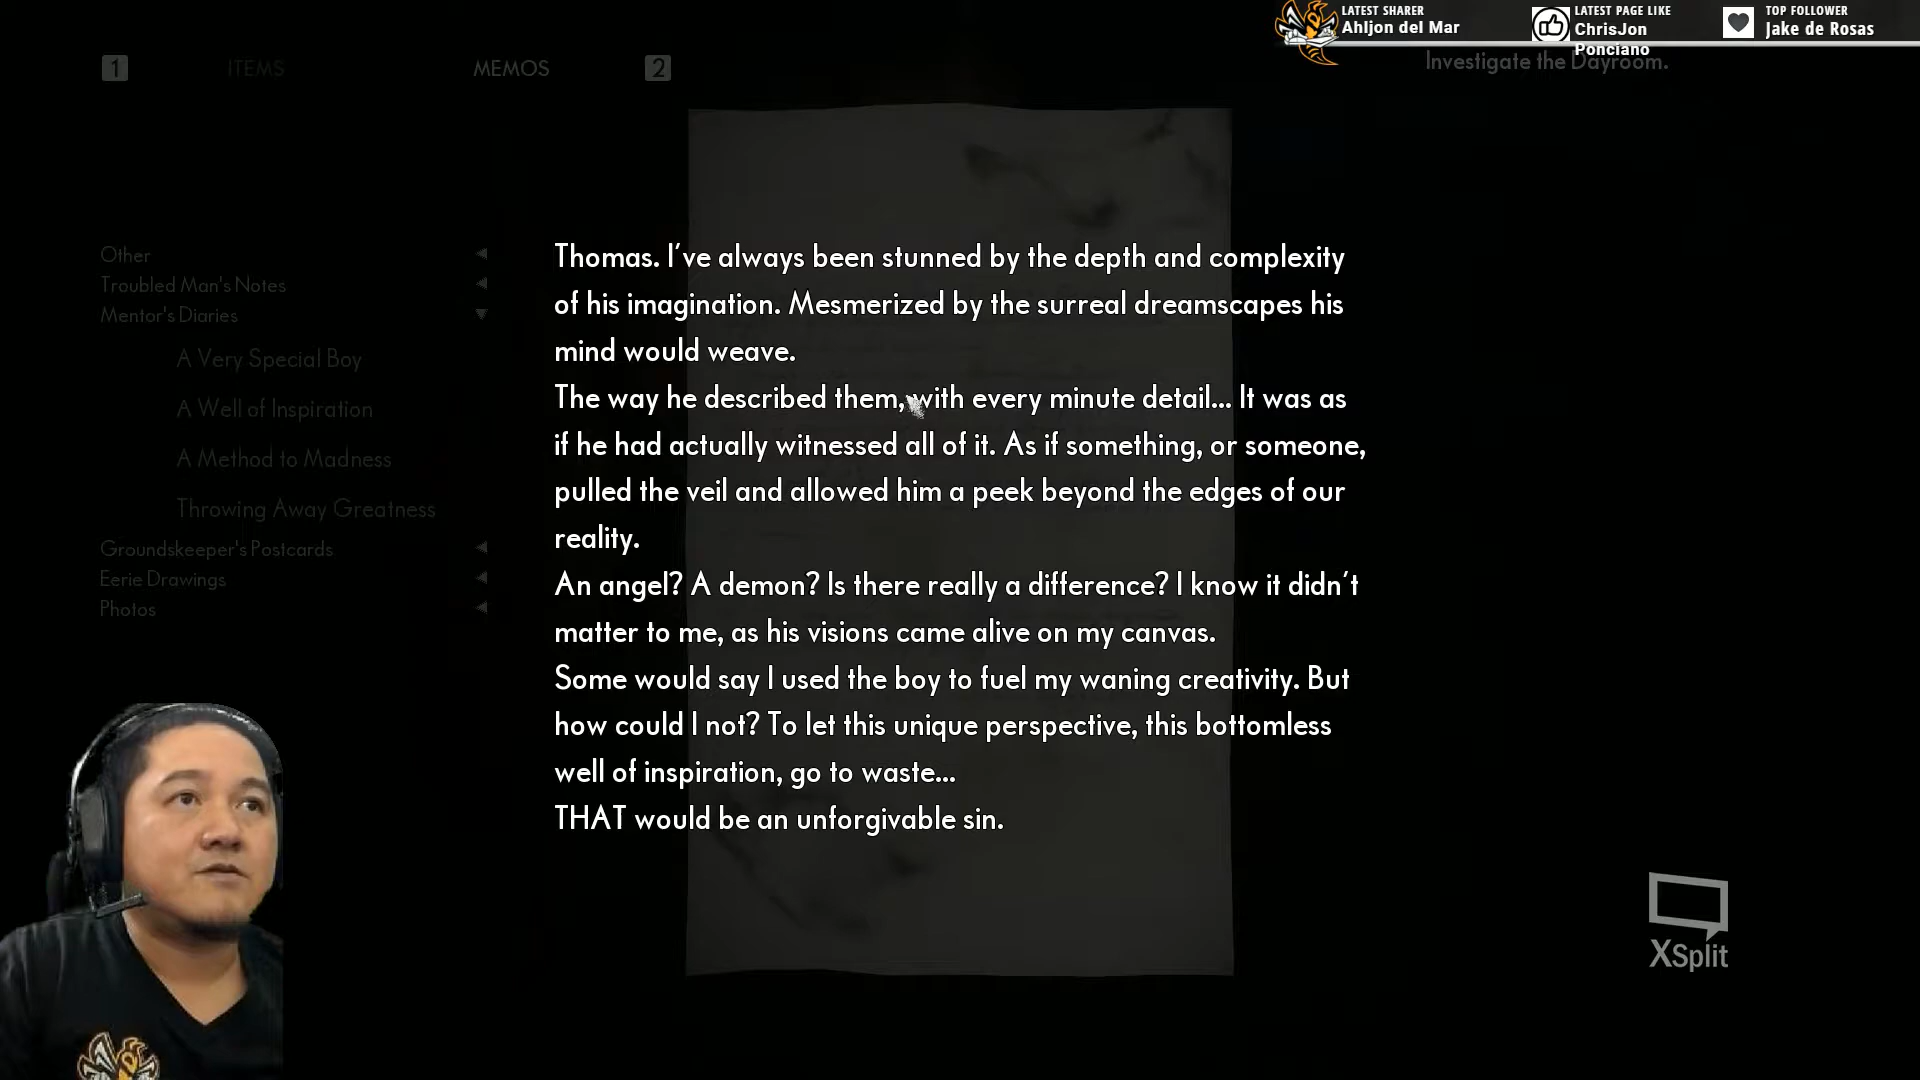 LATEST SHARER
Ahljon del Mar
LATEST PAGE LIKE
ChrisJon
Ponciano
TOP FOLLOWER
Jake de Rosas
1
ITEMS
MEMOS
2
Investigate the Dayroom.
Other
Troubled Man's Notes
Mentor's Diaries
A Very Special Boy
A Well of Inspiration
A Method to Madness
Throwing Away Greatness
Groundskeeper's Postcards
Eerie Drawings
Photos
Thomas. I've always been stunned by the depth and complexity
of his imagination. Mesmerized by the surreal dreamscapes his
mind would weave.
The way he described them, with every minute detail... It was as
if he had actually witnessed all of it. As if something, or someone,
pulled the veil and allowed him a peek beyond the edges of our
reality.
An angel? A demon? Is there really a difference? I know it didn't
matter to me, as his visions came alive on my canvas.
Some would say I used the boy to fuel my waning creativity. But
how could I not? To let this unique perspective, this bottomless
well of inspiration, go to waste...
THAT would be an unforgivable sin.
XSplit